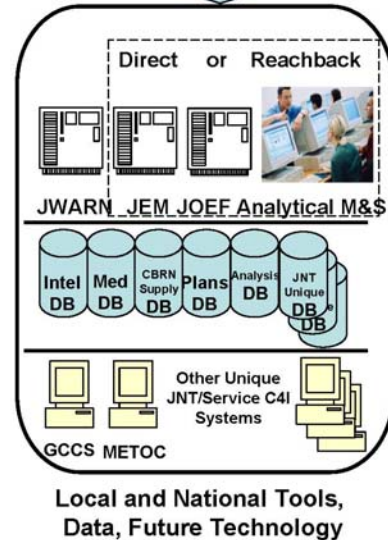 Direct or Reachback
JWARN JEM JOEF Analytical M&S
Intel DB
Med DB
CBRN Supply DB
Plans DB
Analysis DB
JNT Unique DB
DB
Other Unique
JNT/Service C4I
Systems
GCCS METOC
Local and National Tools,
Data, Future Technology